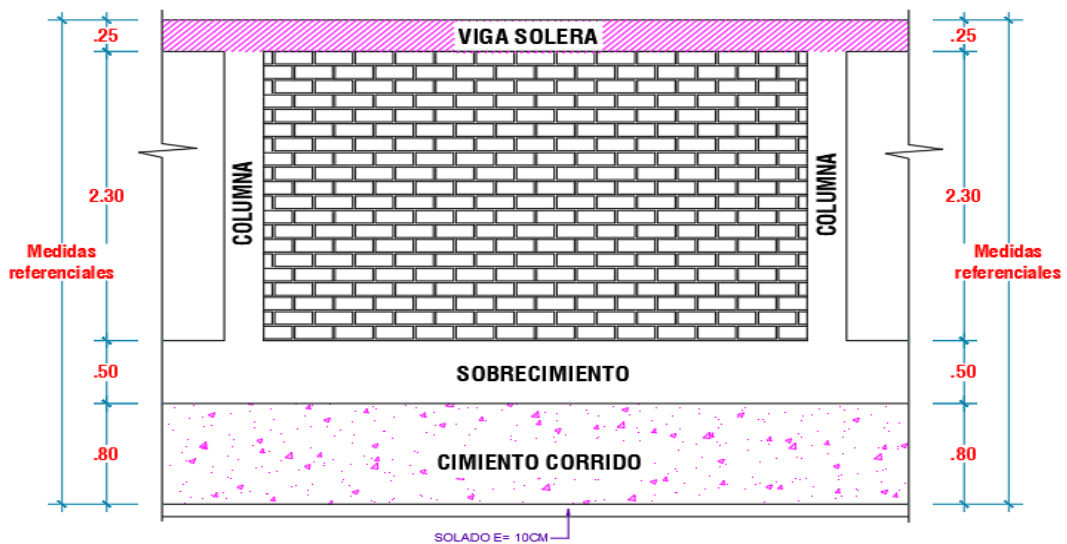 .25
VIGA SOLERA
.25
COLUMNA
COLUMNA
2.30
2.30
Medidas
referenciales
Medidas
referenciales
.50
SOBRECIMIENTO
.50
.80
CIMIENTO CORRIDO
.80
SOLADO E= 10CM